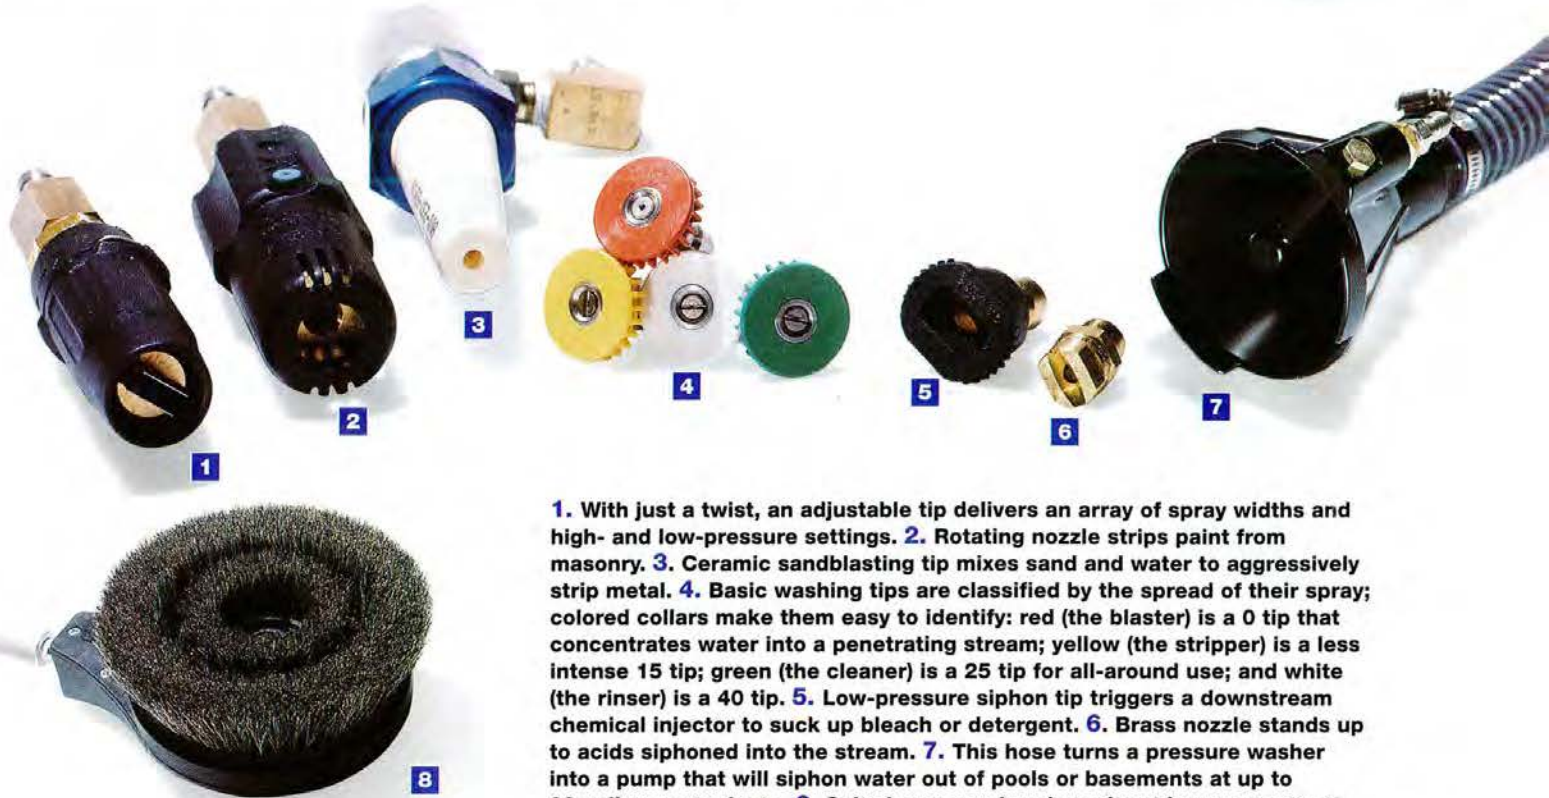 1
2
3
4
5
6
7
8
1. With just a twist, an adjustable tip delivers an array of spray widths and
high- and low-pressure settings. 2. Rotating nozzle strips paint from
masonry. 3. Ceramic sandblasting tip mixes sand and water to aggressively
strip metal. 4. Basic washing tips are classified by the spread of their spray;
colored collars make them easy to identify: red (the blaster) is a 0 tip that
concentrates water into a penetrating stream; yellow (the stripper) is a less
intense 15 tip; green (the cleaner) is a 25 tip for all-around use; and white
(the rinser) is a 40 tip. 5. Low-pressure siphon tip triggers a downstream
chemical injector to suck up bleach or detergent. 6. Brass nozzle stands up
to acids siphoned into the stream. 7. This hose turns a pressure washer
into a pump that will siphon water out of pools or basements at up to